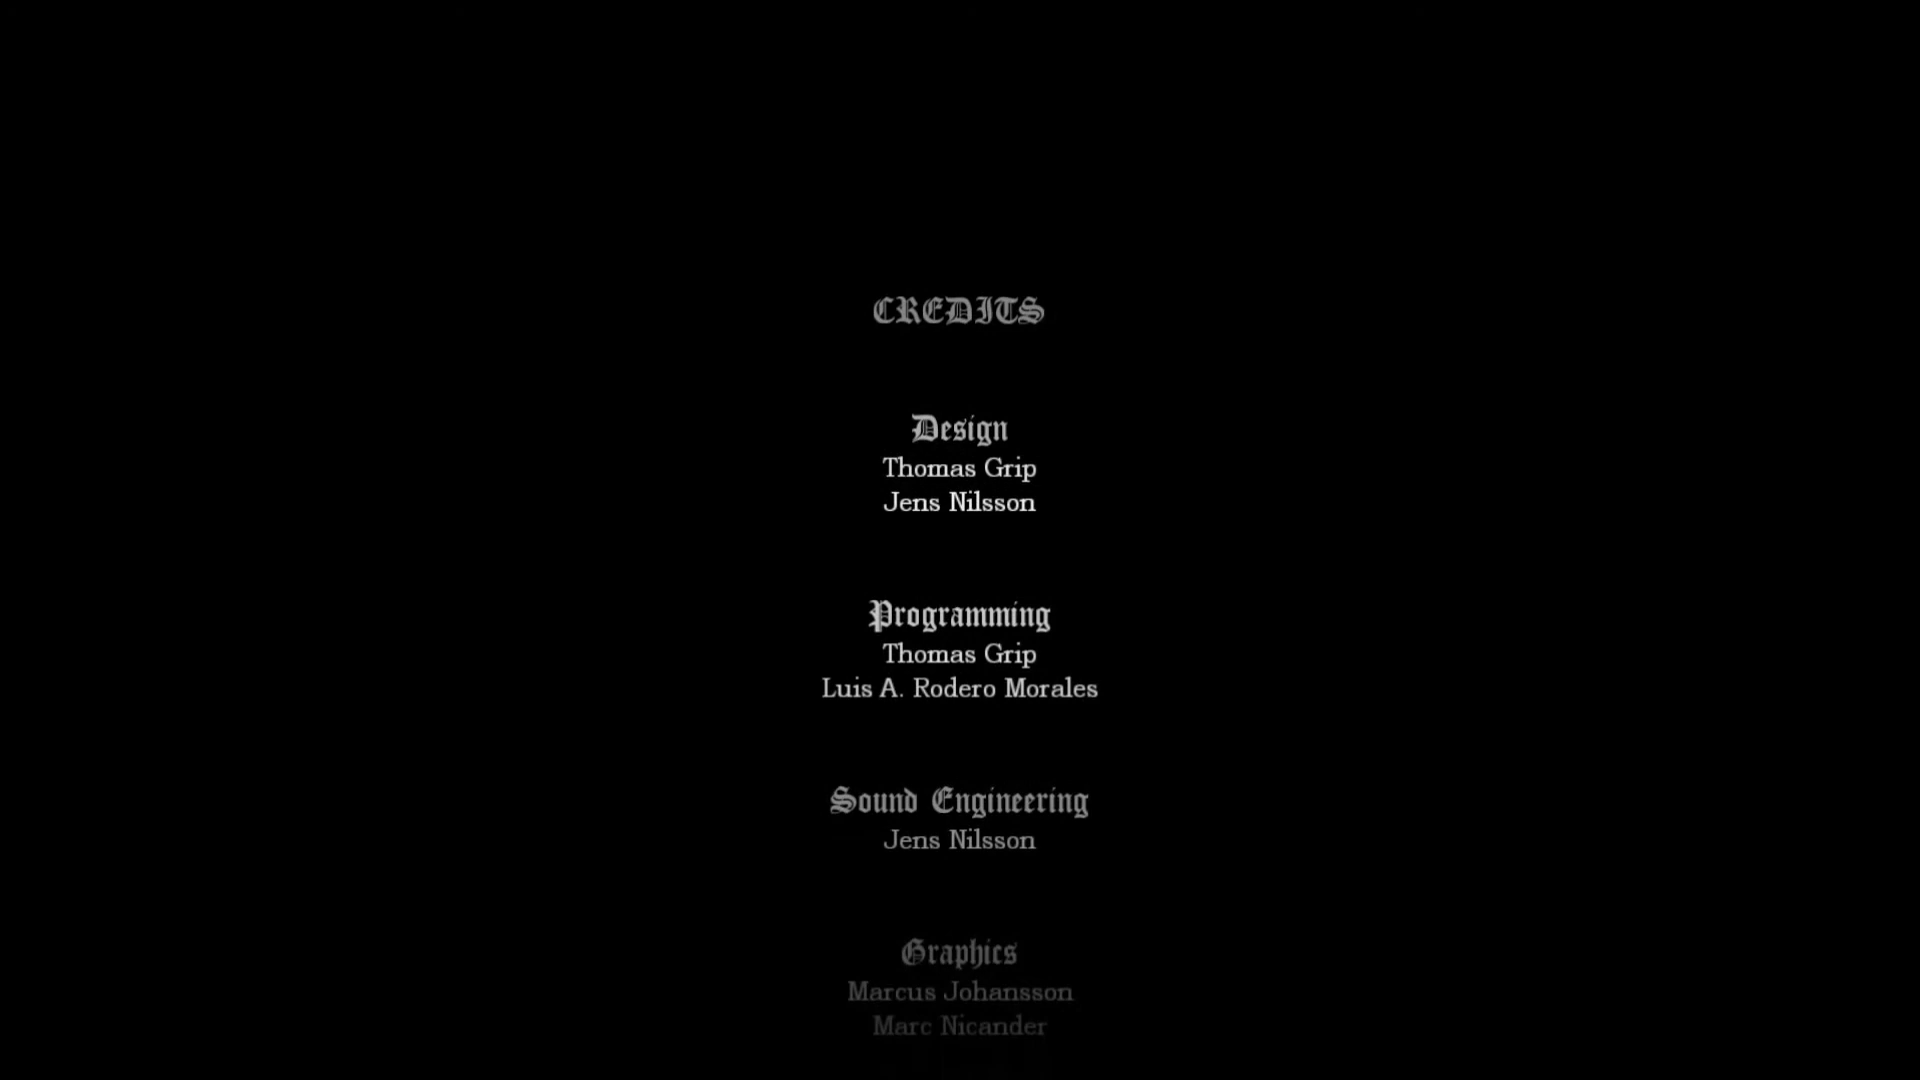 CREDITS
Design
Thomas Grip
Jens Nilsson
Programming
Thomas Grip
Luis A. Rodero Morales
Sound Engineering
Jens Nilsson
Graphics
Marcus Johansson
Marc Nicander